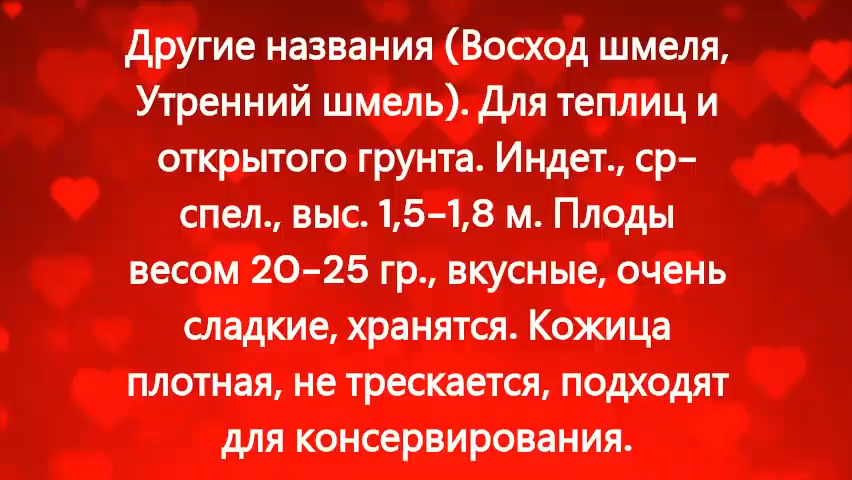 Другие названия (Восход шмеля,
Утренний шмель). Для теплиц и
открытого грунта. Индет., ср-
спел., выс. 1,5-1,8 м. Плоды
весом 20-25 гр., вкусные, очень
сладкие, хранятся. Кожица
плотная, не трескается, подходят
для консервирования.